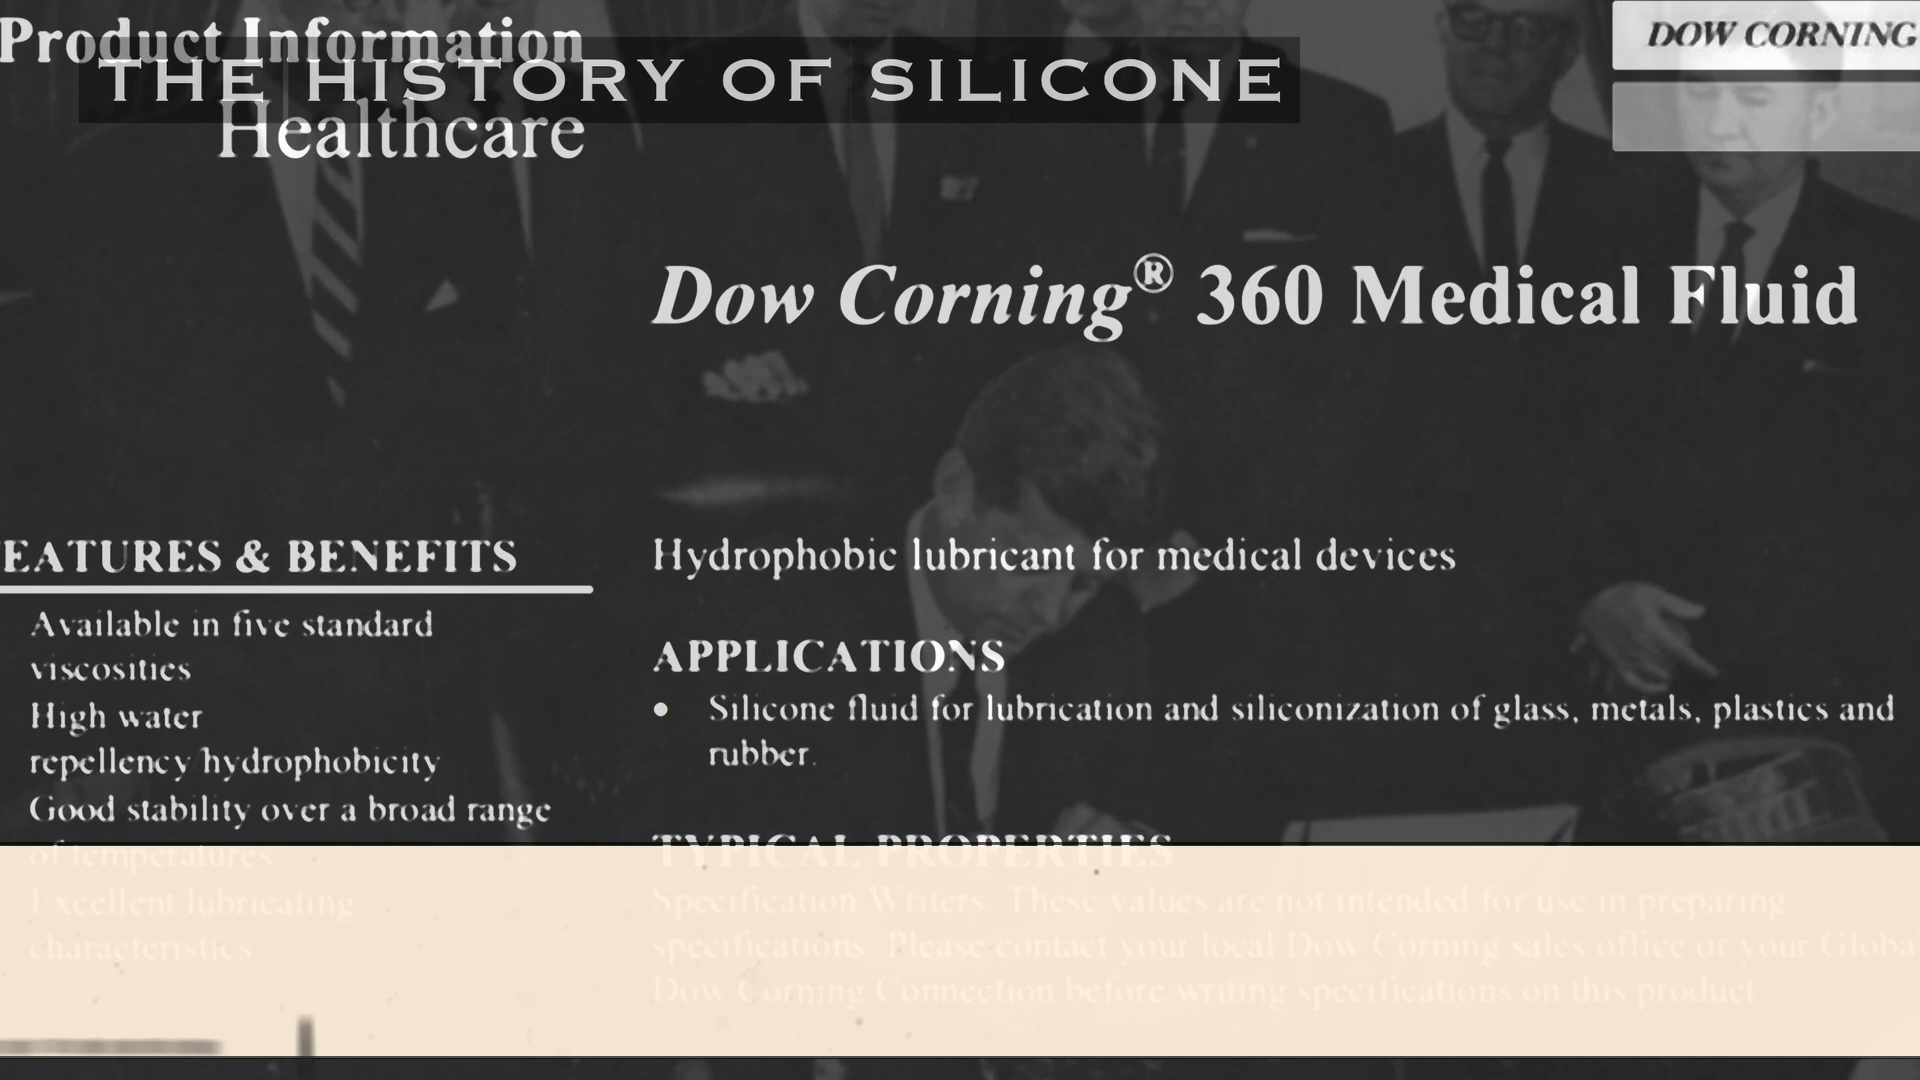 Product Information
THE HISTORY OF SILICONE
Healthcare
DOW CORNING
Dow Corning® 360 Medical Fluid
EATURES & BENEFITS
Available in five standard
viscosities
High water
repellency/hydrophobicity
Good stability over a broad range
of temperatures
Excellent lubricating
characteristics
Hydrophobic lubricant for medical devices
APPLICATIONS
• Silicone fluid for lubrication and siliconization of glass, metals, plastics and
rubber.
TYPICAL PROPERTIES
Specification Writers: These values are not intended for use in preparing
specifications. Please contact your local Dow Corning sales office or your Globa
Dow Corning Connection before writing specifications on this product.